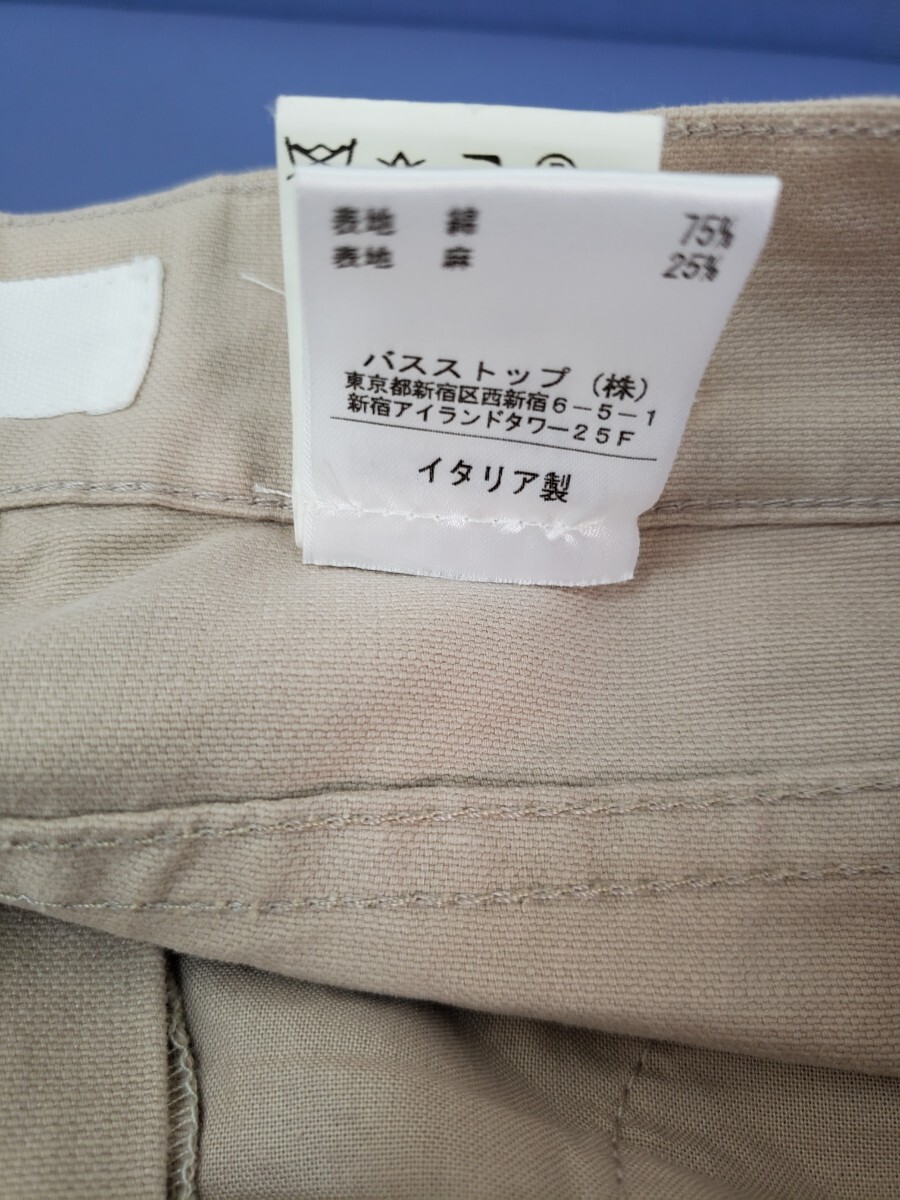 表地 綿 75%
表地 麻 25%
バスストップ (株)
東京都新宿区西新宿6-5-1
新宿アイランドタワー25F
イタリア製